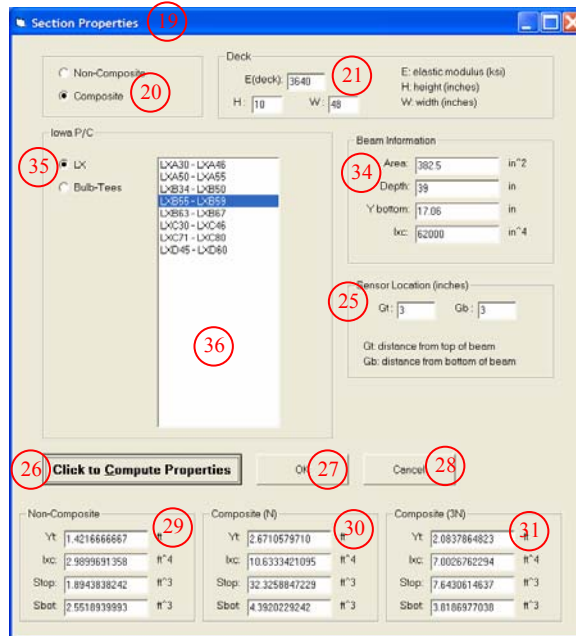 Section Properties 19
Non-Composite
Composite 20
Deck
E(deck): 3640 21
H: 10 W: 48
E: elastic modulus (ksi)
H: height (inches)
W: width (inches)
Iowa P/C
35 LX
Bulb-Tees
LXA30 - LXA46
LXA50 - LXA55
LXB34 - LXB50
LXB55 - LXB59
LXB63 - LXB67
LXC30 - LXC46
LXC71 - LXC80
LXD45 - LXD60
36
Beam Information
34
Area: 382.5 in^2
Depth: 39 in
Y bottom: 17.06 in
Ixc: 62000 in^4
Sensor Location (inches)
25 Gt: 3 Gb: 3
Gt: distance from top of beam
Gb: distance from bottom of beam
26 Click to Compute Properties
OK 27
Cancel 28
Non-Composite 29
Yt: 1.4216666667 ft
Ixc: 2.9899691358 ft^4
Stop: 1.8943838242 ft^3
Sbot: 2.5518939993 ft^3
Composite (N) 30
Yt: 2.6710579710 ft
Ixc: 10.6333421095 ft^4
Stop: 32.3258847229 ft^3
Sbot: 4.3920229242 ft^3
Composite (3N) 31
Yt: 2.0837864823 ft
Ixc: 7.0026762294 ft^4
Stop: 7.6430614637 ft^3
Sbot: 3.8186977038 ft^3